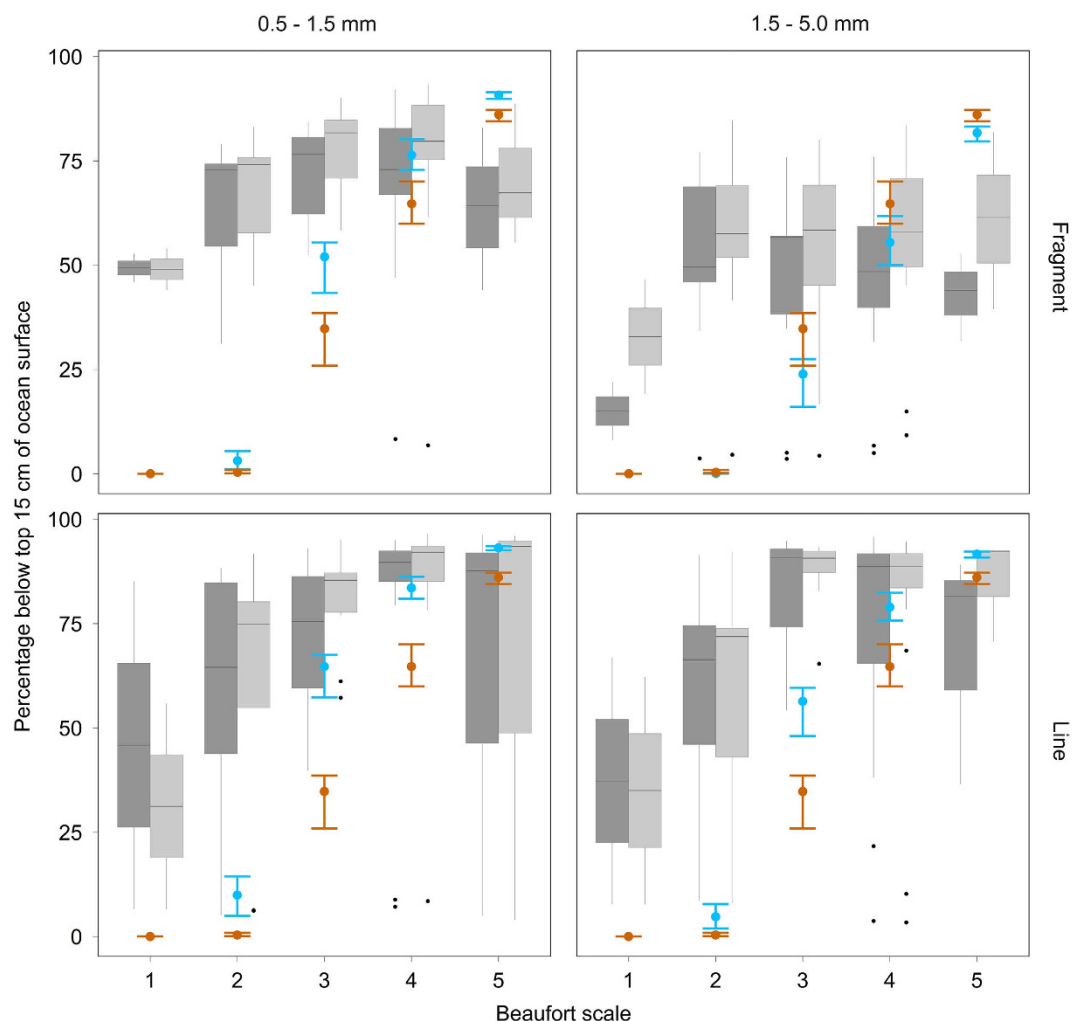 0.5 - 1.5 mm
1.5 - 5.0 mm
Percentage below top 15 cm of ocean surface
100
75
50
25
0
Fragment
100
75
50
25
0
Line
1 2 3 4 5
1 2 3 4 5
Beaufort scale